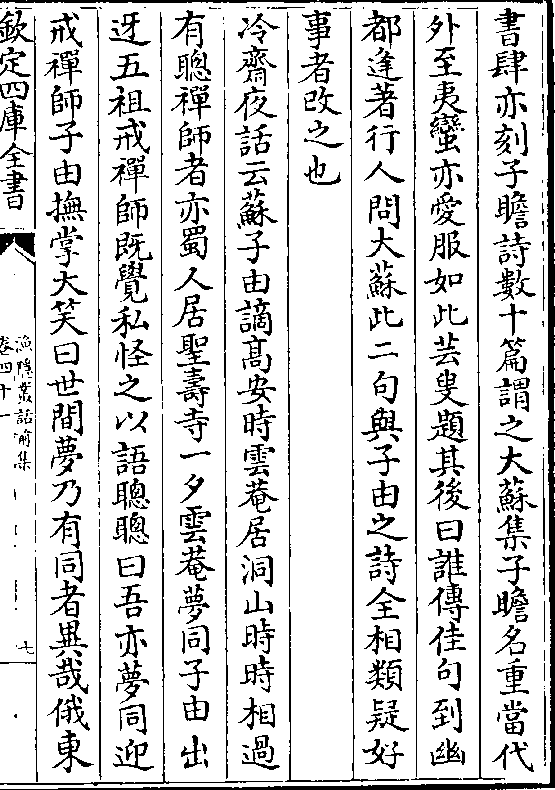 書肆亦刻子瞻詩數十篇謂之大蘇集子瞻名重當代
外至夷蠻亦愛服如此芸叟題其後曰誰傳佳句到幽
都逢著行人問大蘇此二句與子由之詩全相類疑好
事者改之也
冷齋夜話云蘇子由謫髙安時雲菴居洞山時時相過
有聰禪師者亦蜀人居聖壽寺一夕雲菴夢同子由出
迓五祖戒禪師既覺私怪之以語聰聰曰吾亦夢同迎
戒禪師子由撫掌大笑曰世間夢乃有同者異哉俄東
欽定四庫全書
漁隱叢話前集
卷四十一
七